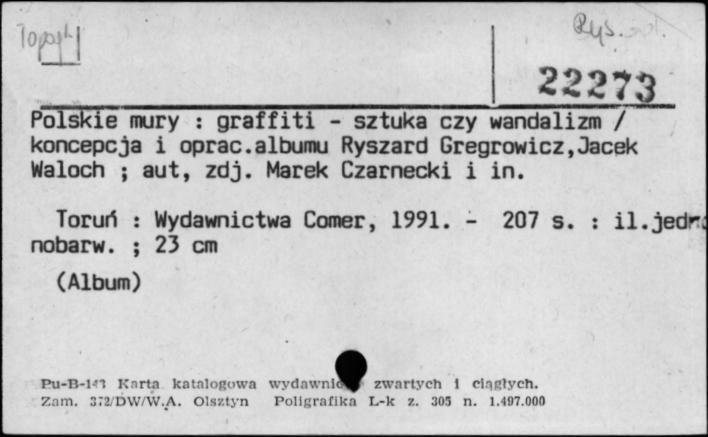 Topogr.
Rys.
22273
Polskie mury : graffiti - sztuka czy wandalizm /
koncepcja i oprac.albumu Ryszard Gregrowicz,Jacek
Waloch ; aut, zdj. Marek Czarnecki i in.
Toruń : Wydawnictwa Comer, 1991. - 207 s. : il.jedno
nobarw. ; 23 cm
(Album)
Pu-B-143 Karta katalogowa zwartych i ciągłych.
Zam. 372/DW/W.A. Olsztyn Poligrafika L-k z. 305 n. 1.497.000